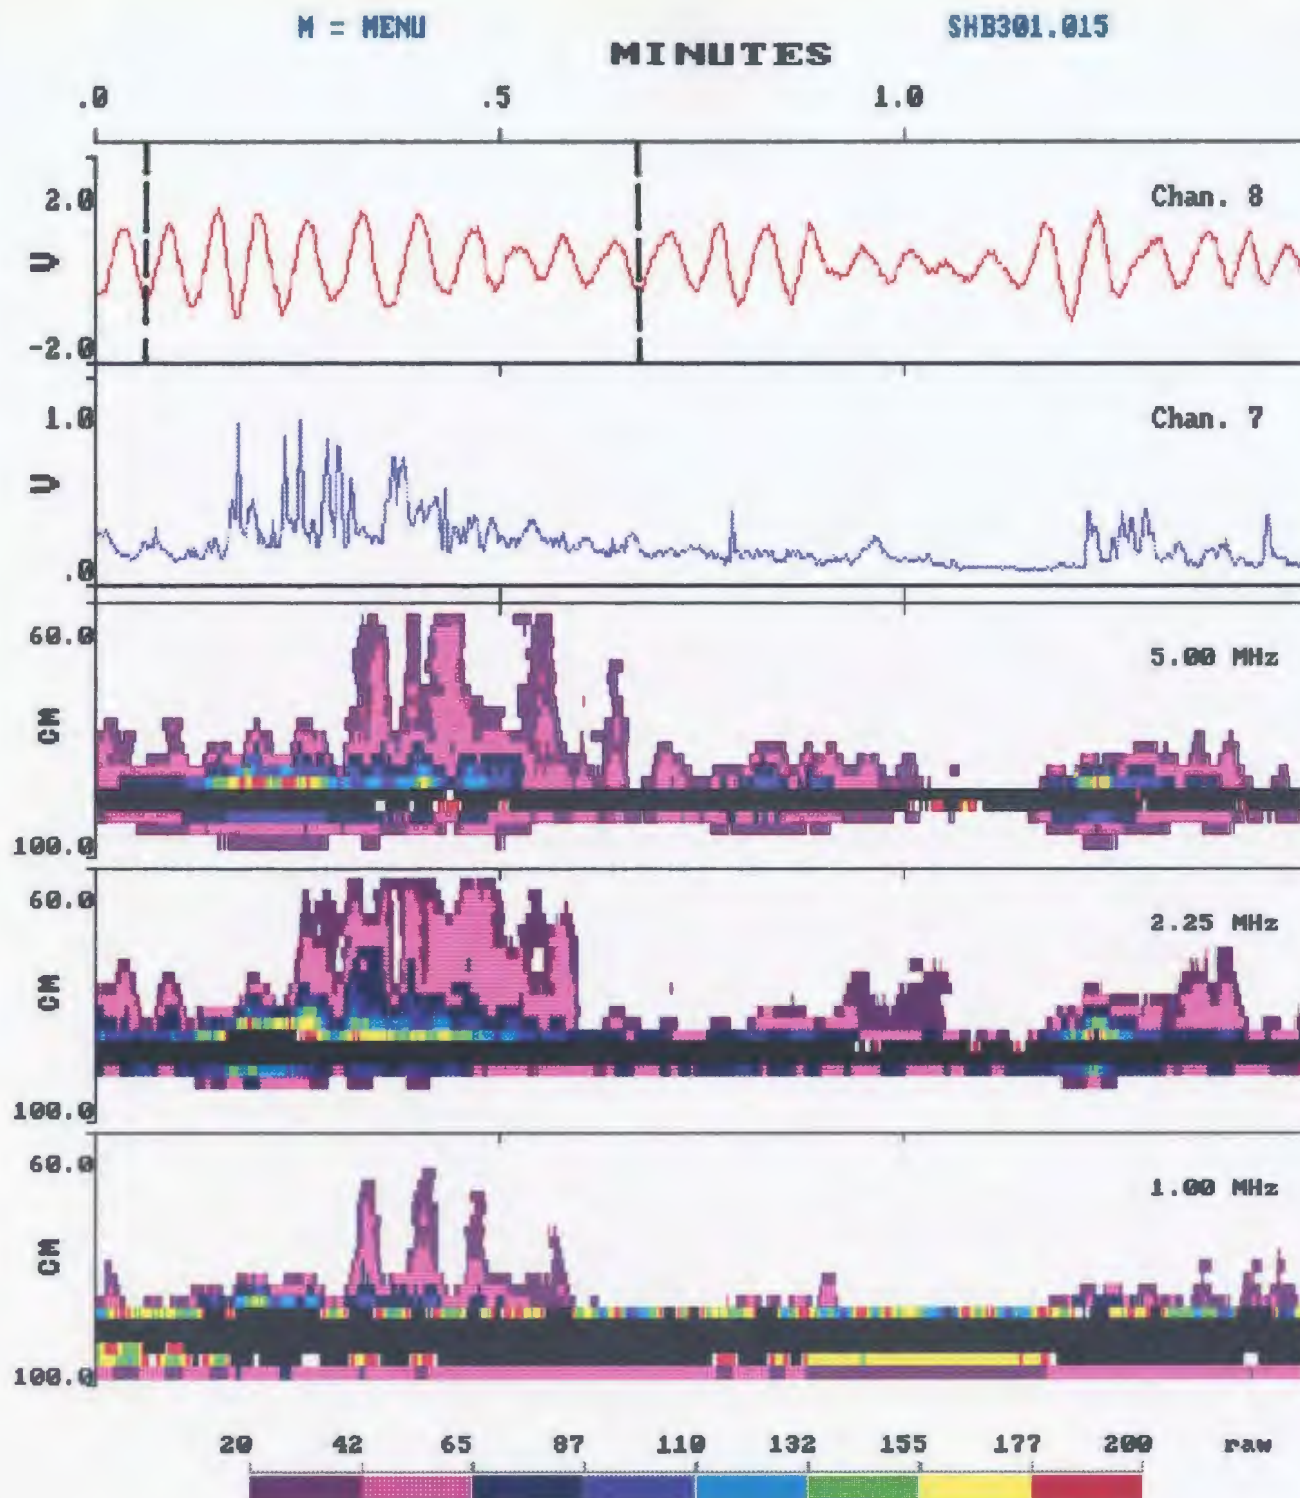 M = MENU SHB301.015
MINUTES
.0 .5 1.0
2.0
Chan. 8
V
-2.0
1.0
Chan. 7
V
.0
60.0
5.00 MHz
CM
100.0
60.0
2.25 MHz
CM
100.0
60.0
1.00 MHz
CM
100.0
20 42 65 87 110 132 155 177 200 raw